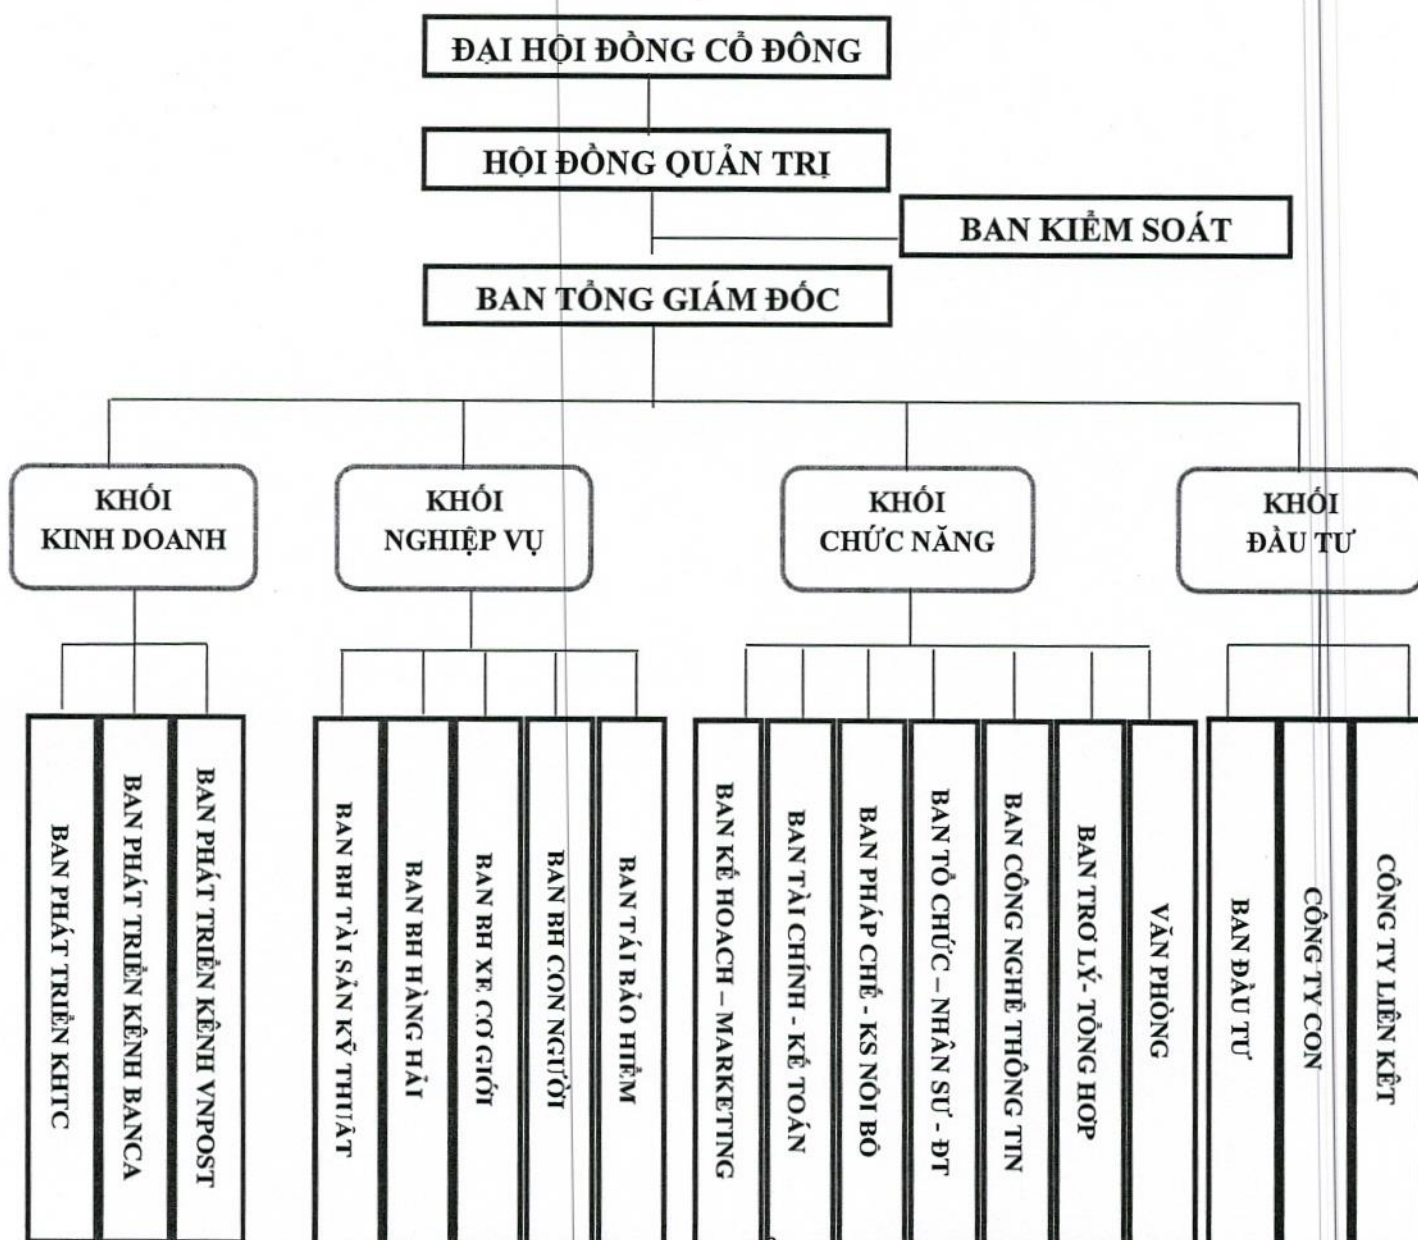 ĐẠI HỘI ĐỒNG CỔ ĐÔNG
HỘI ĐỒNG QUẢN TRỊ
BAN KIỂM SOÁT
BAN TỔNG GIÁM ĐỐC
KHỐI
KINH DOANH
KHỐI
NGHIỆP VỤ
KHỐI
CHỨC NĂNG
KHỐI
ĐẦU TƯ
BAN PHÁT TRIỂN KHTC
BAN PHÁT TRIỂN KÊNH BANCA
BAN PHÁT TRIỂN KÊNH VNPOST
BAN BH TÀI SẢN KỸ THUẬT
BAN BH HÀNG HẢI
BAN BH XE CƠ GIỚI
BAN BH CON NGƯỜI
BAN TÁI BẢO HIỂM
BAN KẾ HOẠCH – MARKETING
BAN TÀI CHÍNH - KẾ TOÁN
BAN PHÁP CHẾ - KS NỘI BỘ
BAN TỔ CHỨC – NHÂN SỰ - ĐT
BAN CÔNG NGHỆ THÔNG TIN
BAN TRỢ LÝ- TỔNG HỢP
VĂN PHÒNG
BAN ĐẦU TƯ
CÔNG TY CON
CÔNG TY LIÊN KẾT